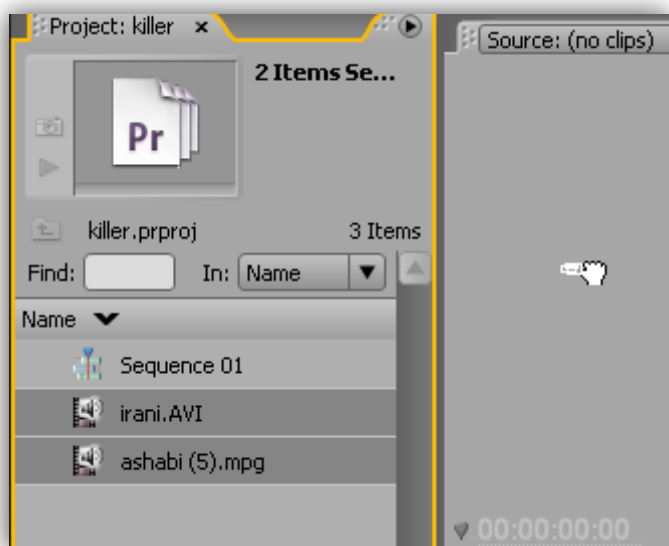 Project: killer x
Source: (no clips)
2 Items Se...
Pr
killer.prproj 3 Items
Find: In: Name
Name
Sequence 01
irani.AVI
ashabi (5).mpg
00:00:00:00